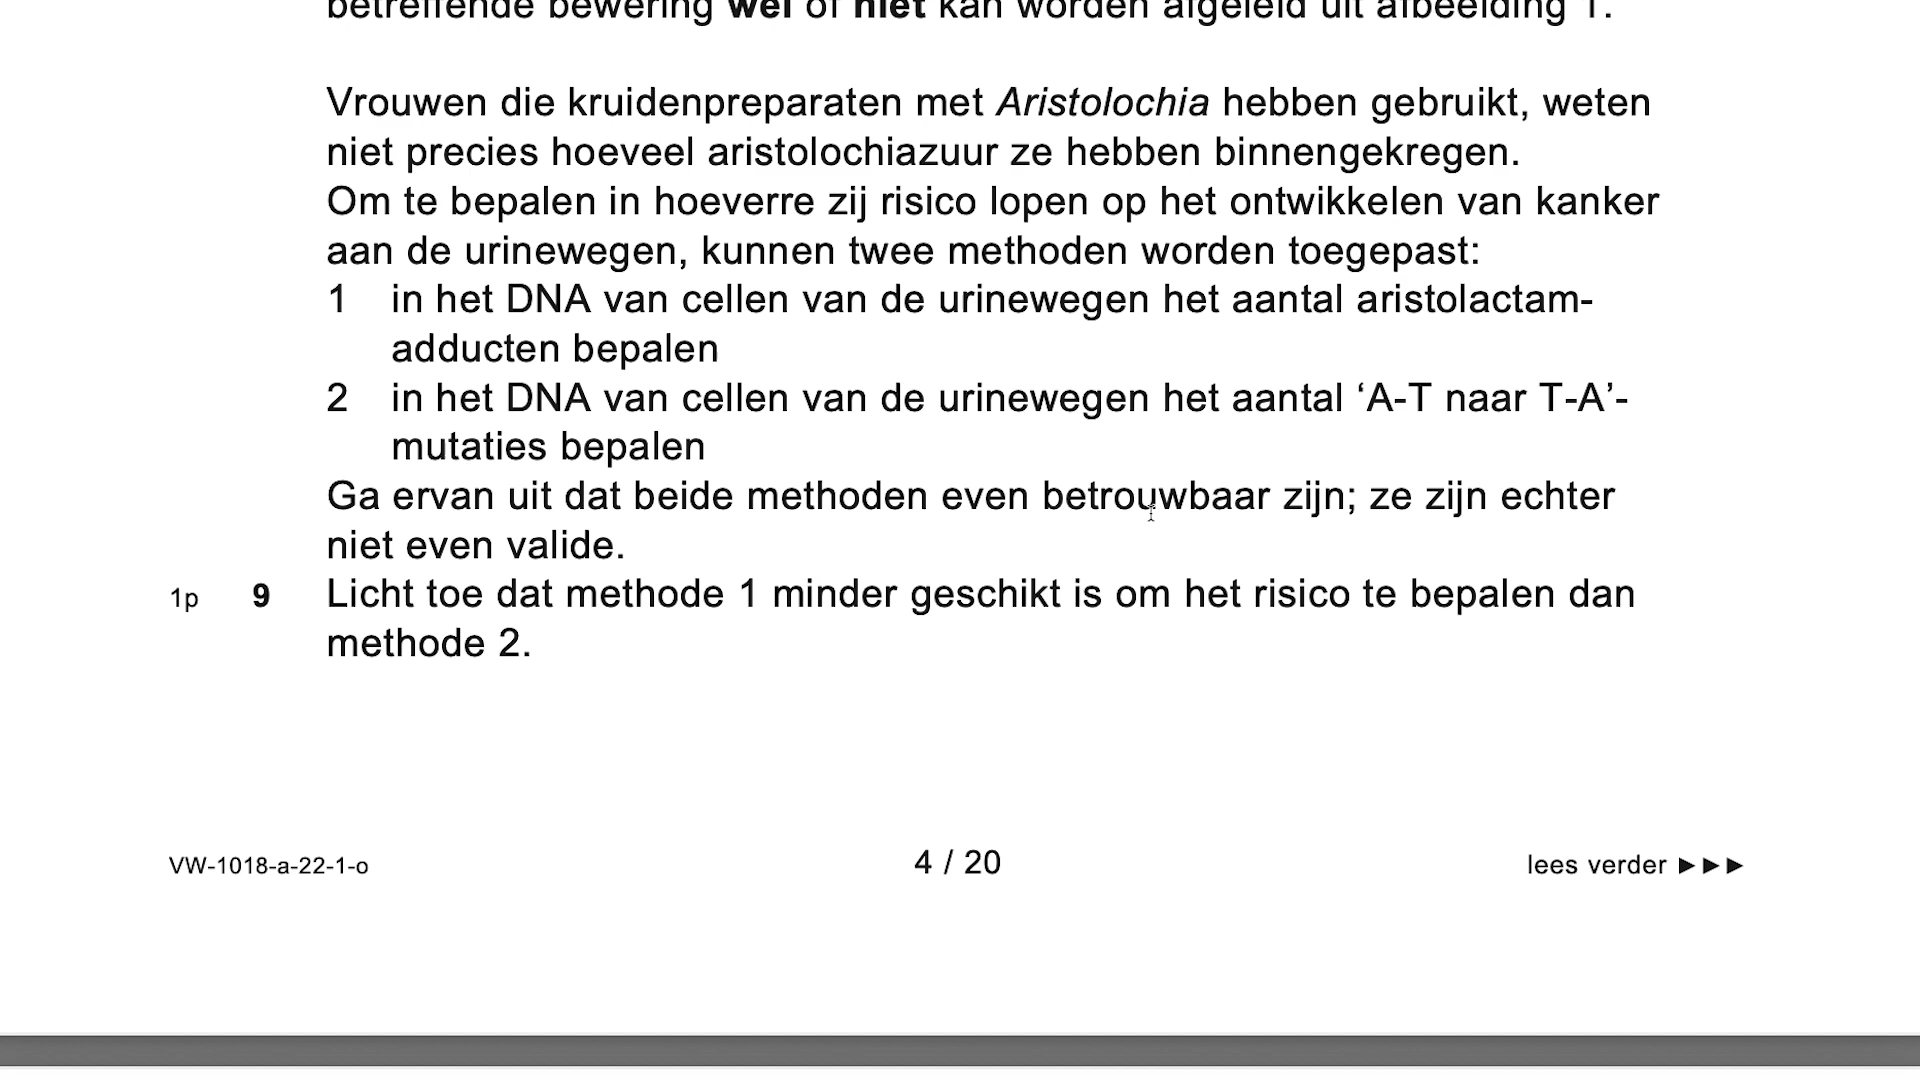 betreffende bewering wel of niet kan worden afgeleid uit afbeelding 1.
Vrouwen die kruidenpreparaten met Aristolochia hebben gebruikt, weten
niet precies hoeveel aristolochiazuur ze hebben binnengekregen.
Om te bepalen in hoeverre zij risico lopen op het ontwikkelen van kanker
aan de urinewegen, kunnen twee methoden worden toegepast:
1 in het DNA van cellen van de urinewegen het aantal aristolactam-
adducten bepalen
2 in het DNA van cellen van de urinewegen het aantal ‘A-T naar T-A’-
mutaties bepalen
Ga ervan uit dat beide methoden even betrouwbaar zijn; ze zijn echter
niet even valide.
1p 9 Licht toe dat methode 1 minder geschikt is om het risico te bepalen dan
methode 2.
VW-1018-a-22-1-o 4 / 20 lees verder ►►►